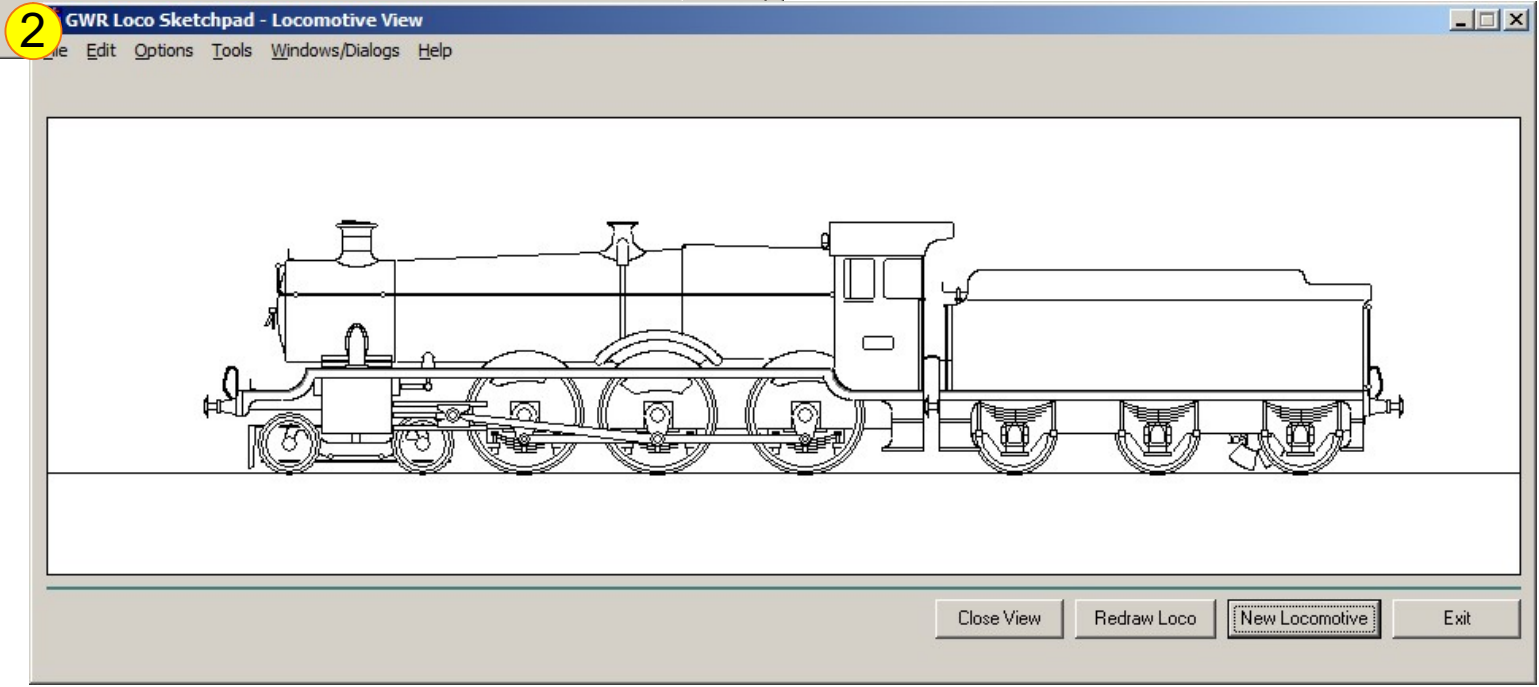 2
GWR Loco Sketchpad - Locomotive View
Edit Options Tools Windows/Dialogs Help
Close View Redraw Loco New Locomotive Exit